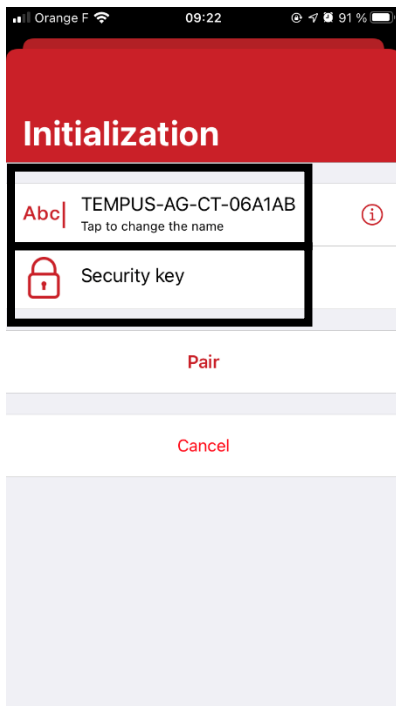 Orange F 09:22 91 %
Initialization
Abc TEMPUS-AG-CT-06A1AB
Tap to change the name
Security key
Pair
Cancel